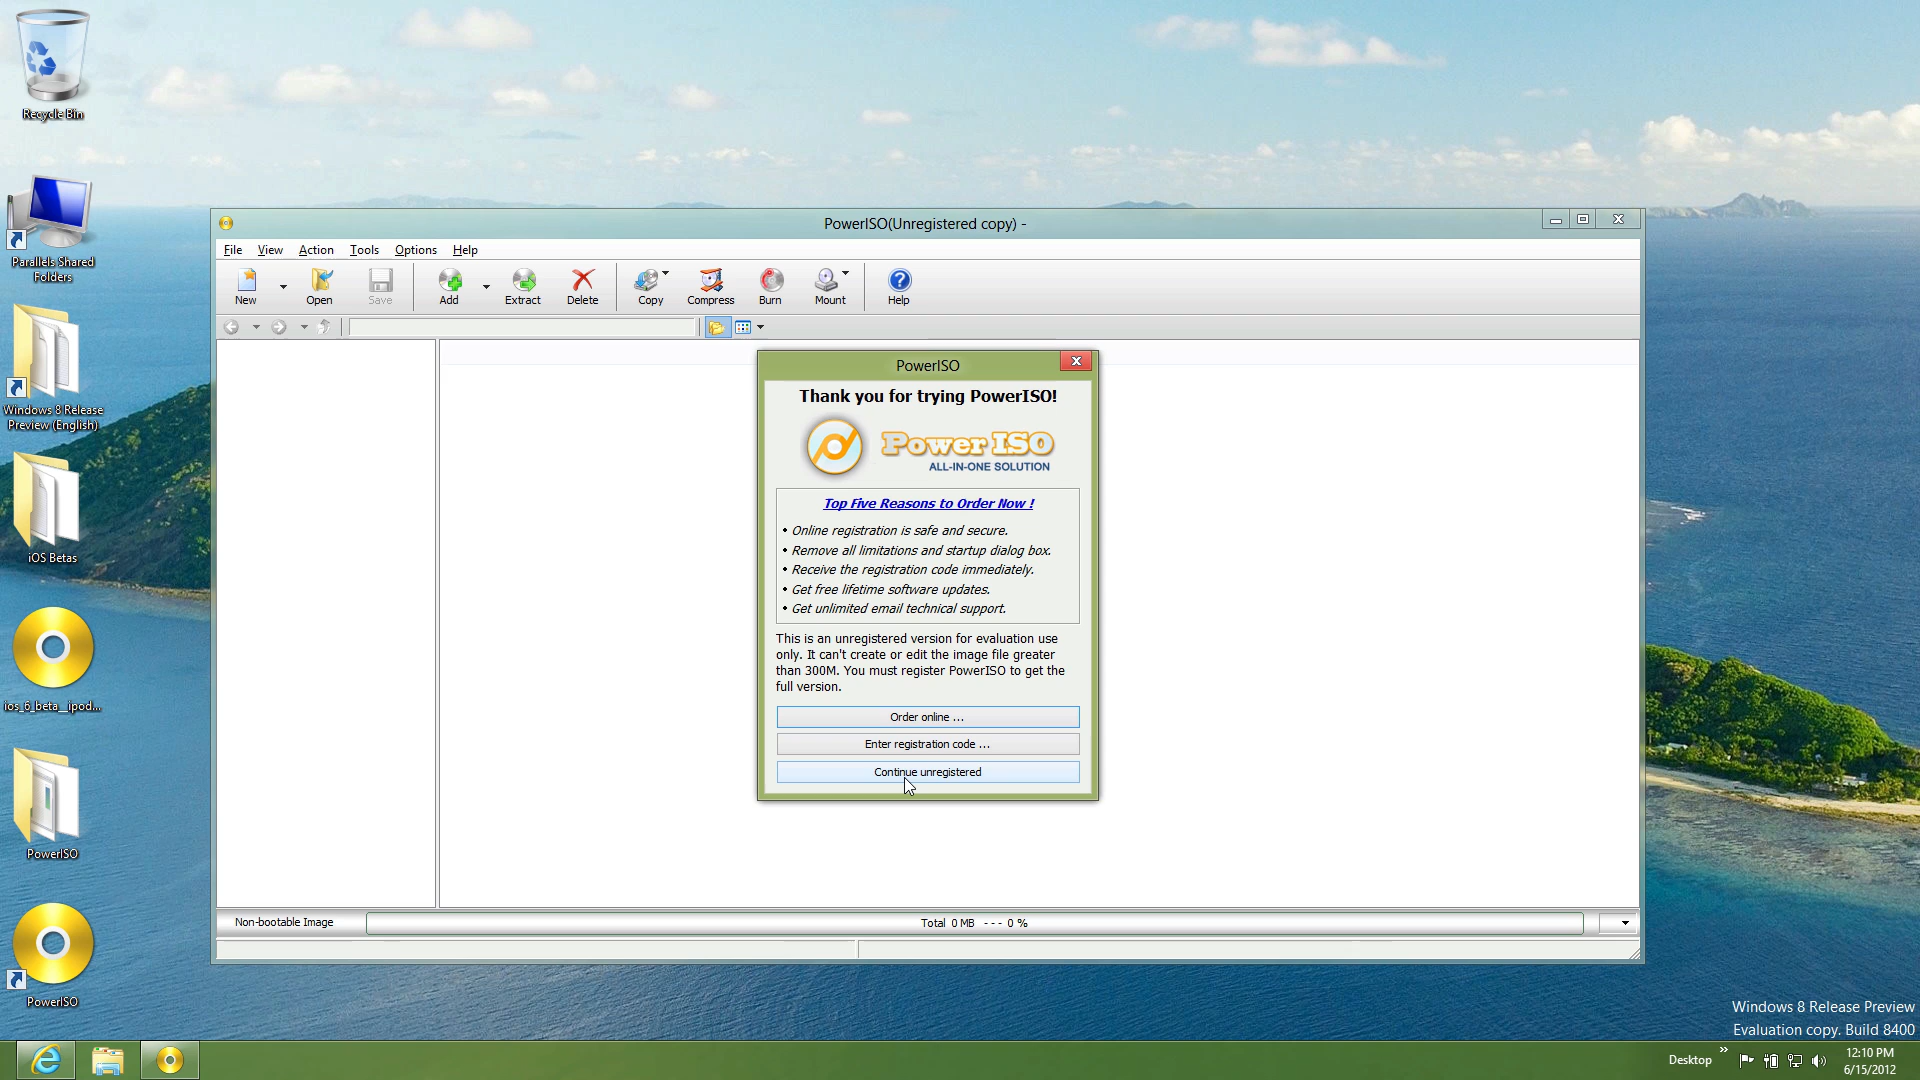 Recycle Bin
Parallels Shared
Folders
Windows 8 Release
Preview (English)
iOS Betas
ios_6_beta__ipod...
PowerISO
PowerISO
PowerISO(Unregistered copy) -
File View Action Tools Options Help
New Open Save Add Extract Delete Copy Compress Burn Mount Help
PowerISO
Thank you for trying PowerISO!
Power ISO
ALL-IN-ONE SOLUTION
Top Five Reasons to Order Now !
• Online registration is safe and secure.
• Remove all limitations and startup dialog box.
• Receive the registration code immediately.
• Get free lifetime software updates.
• Get unlimited email technical support.
This is an unregistered version for evaluation use
only. It can't create or edit the image file greater
than 300M. You must register PowerISO to get the
full version.
Order online ...
Enter registration code ...
Continue unregistered
Non-bootable Image
Total 0 MB --- 0 %
Windows 8 Release Preview
Evaluation copy. Build 8400
Desktop
12:10 PM
6/15/2012